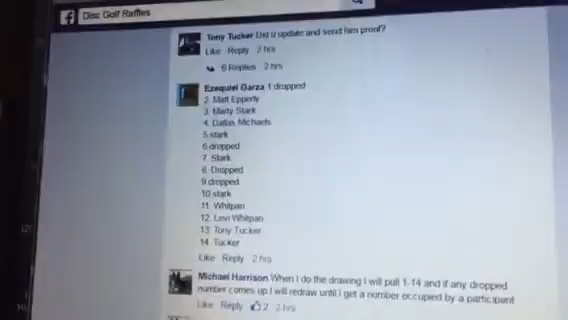 Disc Golf Raffles
Tony Tucker Did u update and send him proof?
Like Reply 2 hrs
6 Replies 2 hrs
Ezequiel Garza 1 dropped
2. Matt Epperly
3. Marty Stark
4. Dallas Michaels
5 stark
6 dropped
7. Stark
8. Dropped
9 dropped
10 stark
11. Whitpan
12. Levi Whitpan
13. Tony Tucker
14. Tucker
Like Reply 2 hrs
Michael Harrison When I do the drawing I will pull 1-14 and if any dropped
number comes up I will redraw until I get a number occupied by a participant
Like Reply 2 2 hrs